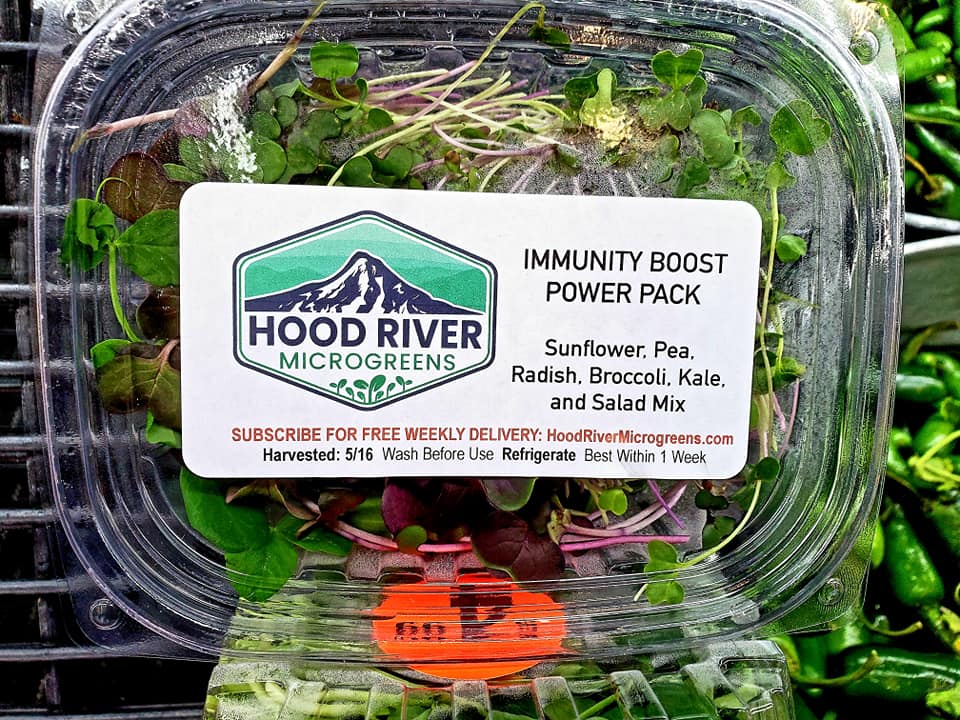 HOOD RIVER
MICROGREENS
IMMUNITY BOOST
POWER PACK
Sunflower, Pea,
Radish, Broccoli, Kale,
and Salad Mix
SUBSCRIBE FOR FREE WEEKLY DELIVERY: HoodRiverMicrogreens.com
Harvested: 5/16 Wash Before Use Refrigerate Best Within 1 Week